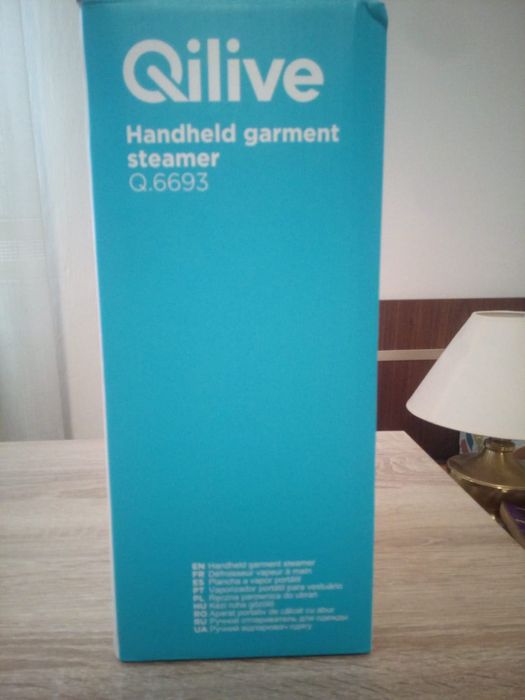 Qilive
Handheld garment
steamer
Q.6693
EN Handheld garment steamer
FR Défroisseur vapeur à main
ES Plancha a vapor portátil
PT Vaporizador portátil para vestuário
PL Ręczna parownica do ubrań
HU Kézi ruha gőzölő
RO Aparat portabil de călcat cu abur
RU Ручной отпариватель для одежды
UA Ручний відпарювач одягу